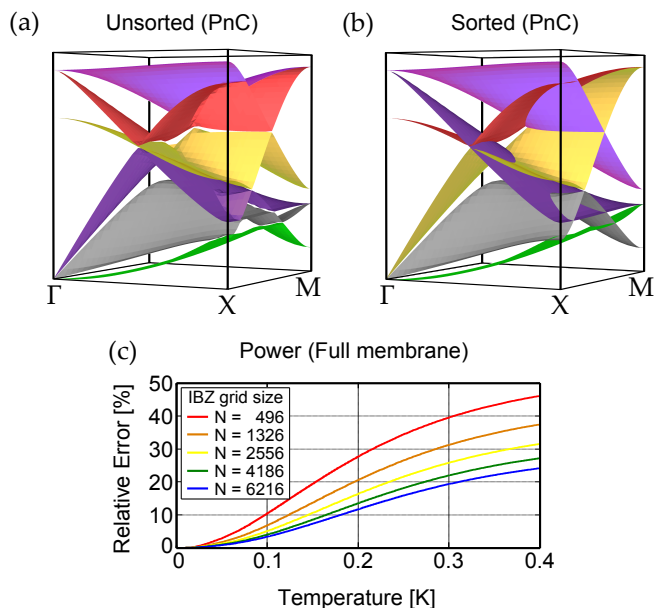 (a) Unsorted (PnC)
(b) Sorted (PnC)
Γ X M
Γ X M
(c) Power (Full membrane)
Relative Error [%]
50
40
30
20
10
0
IBZ grid size
N = 496
N = 1326
N = 2556
N = 4186
N = 6216
0 0.1 0.2 0.3 0.4
Temperature [K]